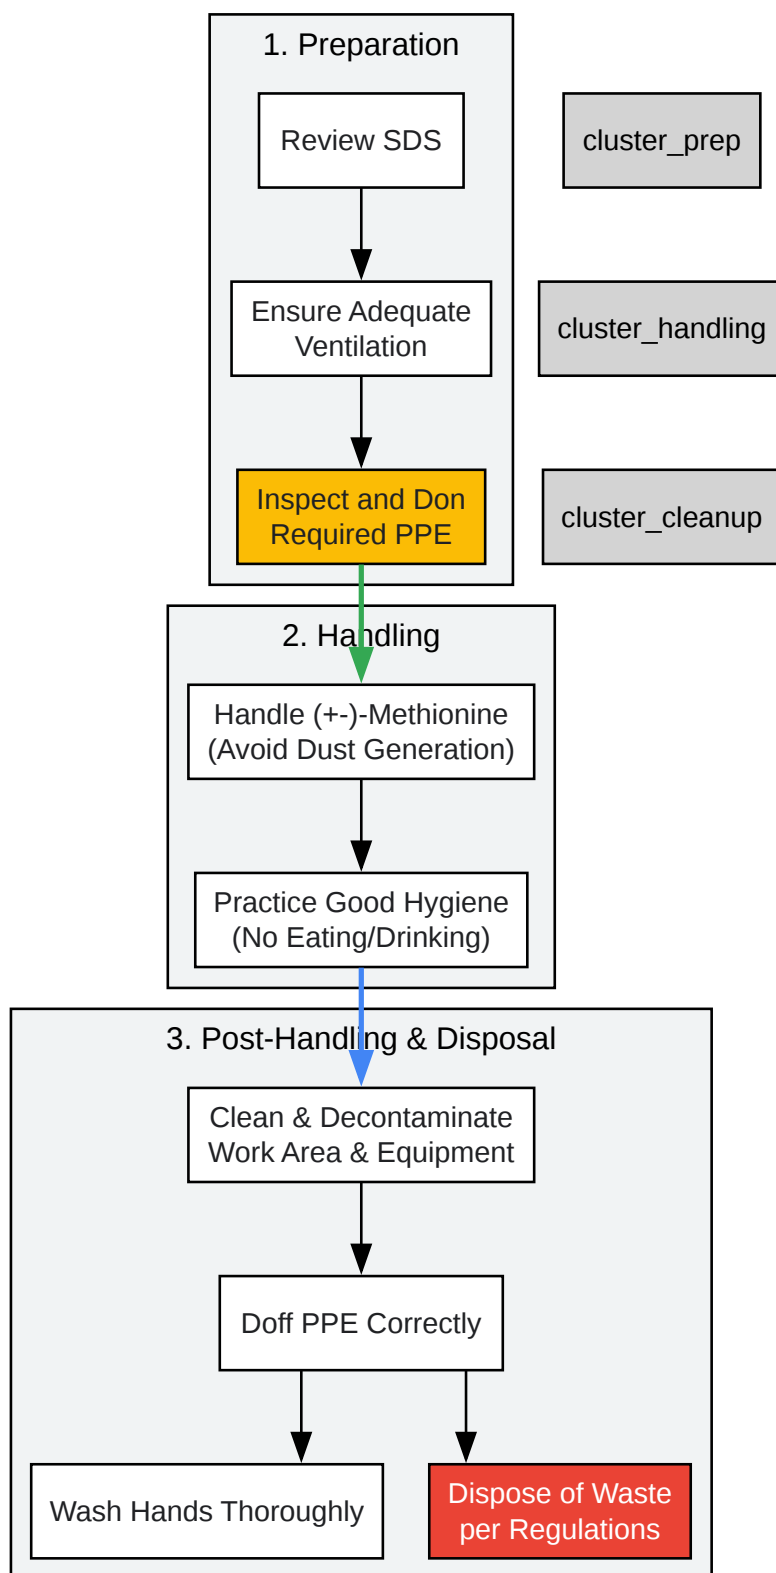 1. Preparation
Review SDS
cluster_prep
Ensure Adequate
Ventilation
cluster_handling
Inspect and Don
Required PPE
cluster_cleanup
2. Handling
Handle (+-)-Methionine
(Avoid Dust Generation)
Practice Good Hygiene
(No Eating/Drinking)
3. Post-Handling & Disposal
Clean & Decontaminate
Work Area & Equipment
Doff PPE Correctly
Wash Hands Thoroughly
Dispose of Waste
per Regulations